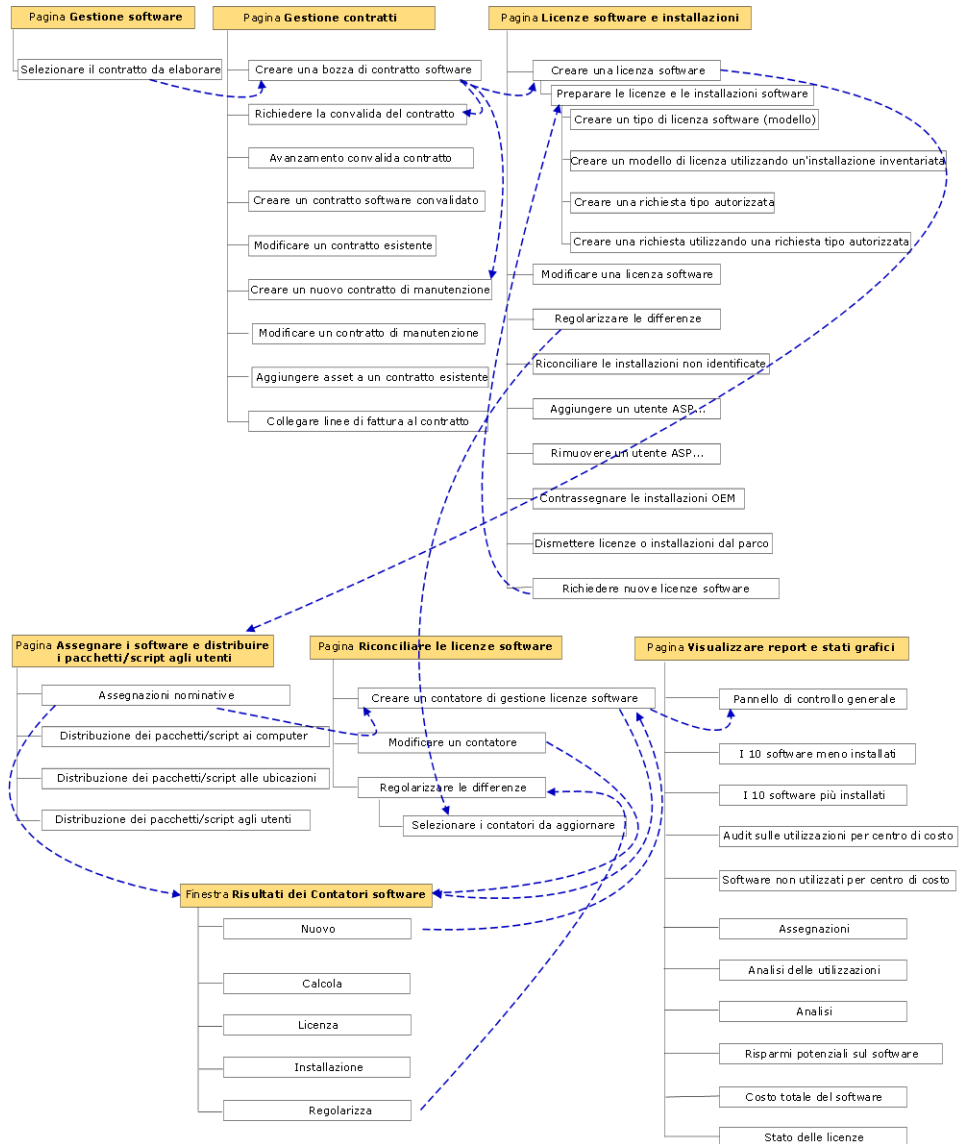 Pagina Gestione software
Selezionare il contratto da elaborare
Pagina Gestione contratti
Creare una bozza di contratto software
Richiedere la convalida del contratto
Avanzamento convalida contratto
Creare un contratto software convalidato
Modificare un contratto esistente
Creare un nuovo contratto di manutenzione
Modificare un contratto di manutenzione
Aggiungere asset a un contratto esistente
Collegare linee di fattura al contratto
Pagina Licenze software e installazioni
Creare una licenza software
Preparare le licenze e le installazioni software
Creare un tipo di licenza software (modello)
Creare un modello di licenza utilizzando un'installazione inventariata
Creare una richiesta tipo autorizzata
Creare una richiesta utilizzando una richiesta tipo autorizzata
Modificare una licenza software
Regolarizzare le differenze
Riconciliare le installazioni non identificate
Aggiungere un utente ASP...
Rimuovere un utente ASP...
Contrassegnare le installazioni OEM
Dismettere licenze o installazioni dal parco
Richiedere nuove licenze software
Pagina Assegnare i software e distribuire
i pacchetti/script agli utenti
Assegnazioni nominative
Distribuzione dei pacchetti/script ai computer
Distribuzione dei pacchetti/script alle ubicazioni
Distribuzione dei pacchetti/script agli utenti
Pagina Riconciliare le licenze software
Creare un contatore di gestione licenze software
Modificare un contatore
Regolarizzare le differenze
Selezionare i contatori da aggiornare
Finestra Risultati dei Contatori software
Nuovo
Calcola
Licenza
Installazione
Regolarizza
Pagina Visualizzare report e stati grafici
Pannello di controllo generale
I 10 software meno installati
I 10 software più installati
Audit sulle utilizzazioni per centro di costo
Software non utilizzati per centro di costo
Assegnazioni
Analisi delle utilizzazioni
Analisi
Risparmi potenziali sul software
Costo totale del software
Stato delle licenze